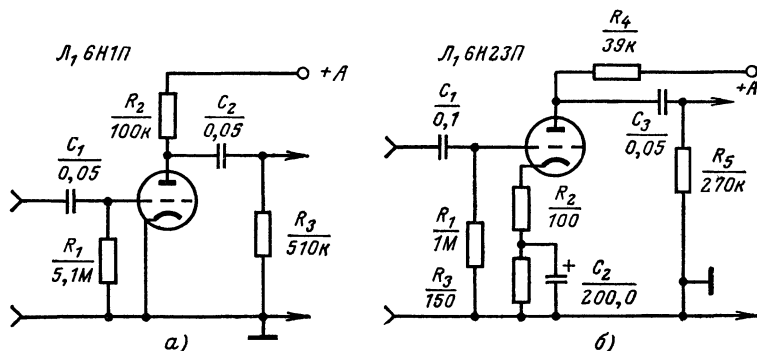 Л₁ 6Н1П
+А
R₂
100к
C₂
0,05
C₁
0,05
R₁
5,1М
R₃
510к
а)
Л₁ 6Н23П
R₄
39к
+А
C₁
0,1
C₃
0,05
R₂
100
R₅
270к
R₁
1М
R₃
150
+
C₂
200,0
б)